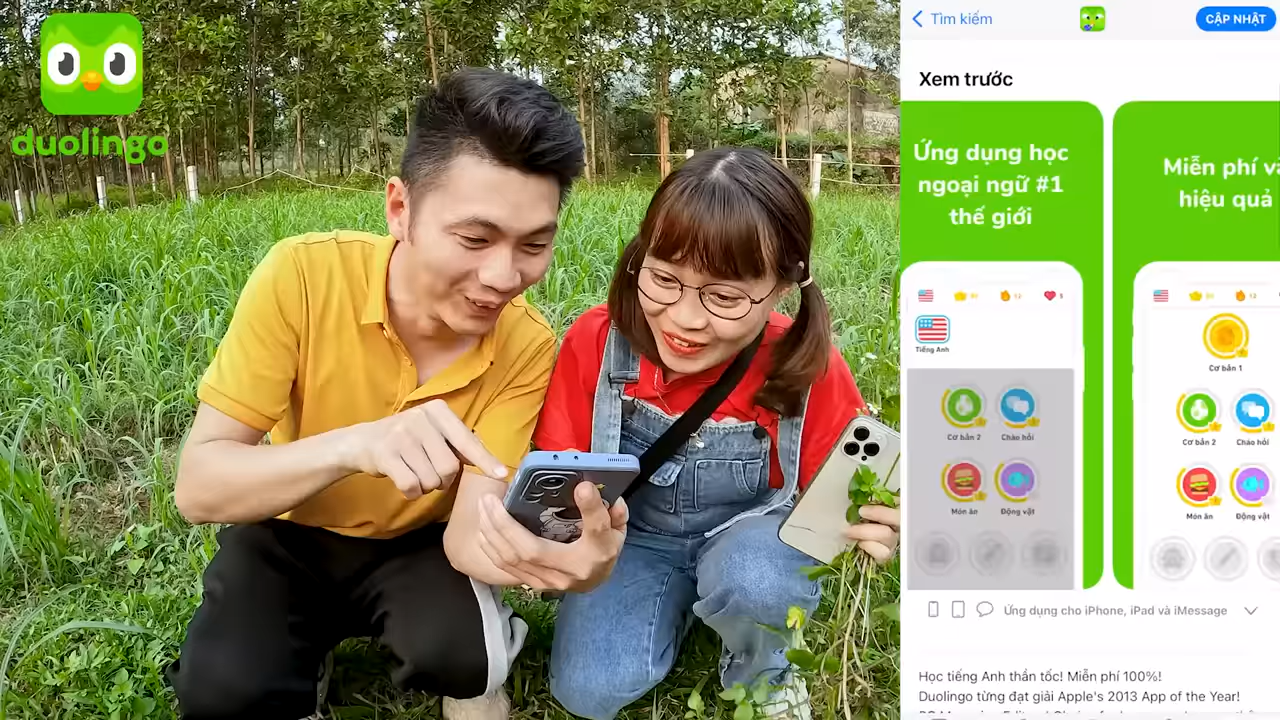 duolingo
Tìm kiếm
CẬP NHẬT
Xem trước
Ứng dụng học
ngoại ngữ #1
thế giới
Tiếng Anh
Cơ bản 2
Chào hỏi
Món ăn
Động vật
Miễn phí và
hiệu quả
Cơ bản 1
Cơ bản 2
Chào hỏi
Món ăn
Động vật
Ứng dụng cho iPhone, iPad và iMessage
Học tiếng Anh thần tốc! Miễn phí 100%!
Duolingo từng đạt giải Apple's 2013 App of the Year!